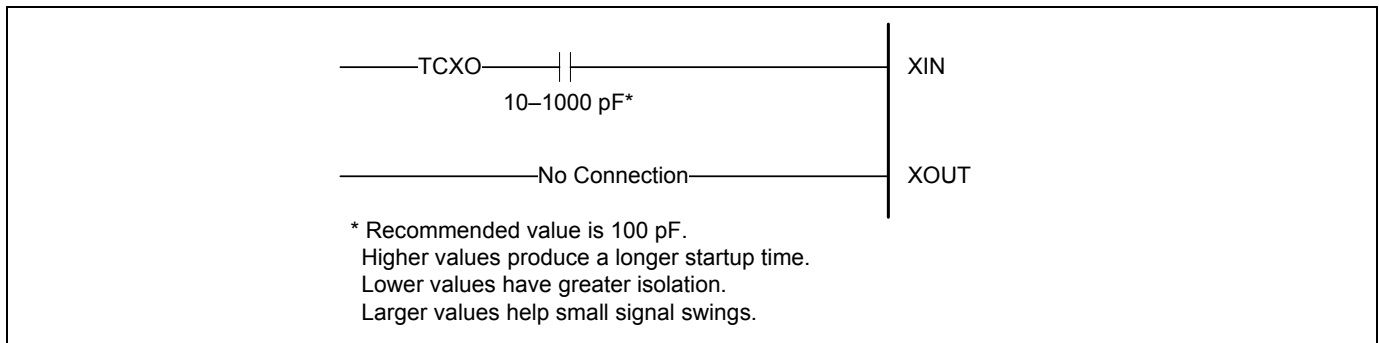 TCXO
XIN
10–1000 pF*
No Connection
XOUT
* Recommended value is 100 pF.
Higher values produce a longer startup time.
Lower values have greater isolation.
Larger values help small signal swings.